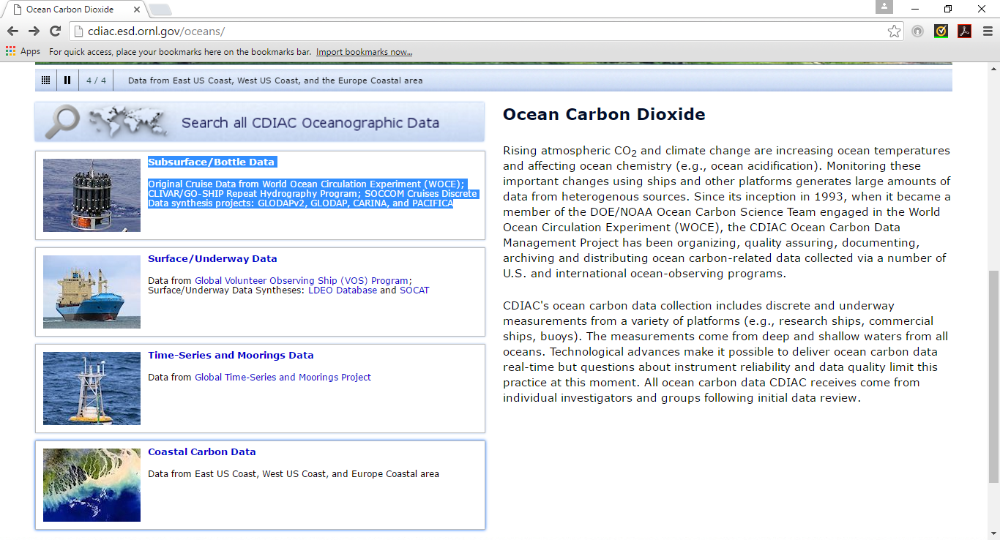 Ocean Carbon Dioxide
cdiac.esd.ornl.gov/oceans/
Apps For quick access, place your bookmarks here on the bookmarks bar. Import bookmarks now...
4 / 4 Data from East US Coast, West US Coast, and the Europe Coastal area
Search all CDIAC Oceanographic Data
Subsurface/Bottle Data
Original Cruise Data from World Ocean Circulation Experiment (WOCE);
CLIVAR/GO-SHIP Repeat Hydrography Program; SOCCOM Cruises Discrete
Data synthesis projects: GLODAPv2, GLODAP, CARINA, and PACIFICA
Surface/Underway Data
Data from Global Volunteer Observing Ship (VOS) Program;
Surface/Underway Data Syntheses: LDEO Database and SOCAT
Time-Series and Moorings Data
Data from Global Time-Series and Moorings Project
Coastal Carbon Data
Data from East US Coast, West US Coast, and Europe Coastal area
Ocean Carbon Dioxide
Rising atmospheric CO2 and climate change are increasing ocean temperatures
and affecting ocean chemistry (e.g., ocean acidification). Monitoring these
important changes using ships and other platforms generates large amounts of
data from heterogenous sources. Since its inception in 1993, when it became a
member of the DOE/NOAA Ocean Carbon Science Team engaged in the World
Ocean Circulation Experiment (WOCE), the CDIAC Ocean Carbon Data
Management Project has been organizing, quality assuring, documenting,
archiving and distributing ocean carbon-related data collected via a number of
U.S. and international ocean-observing programs.
CDIAC's ocean carbon data collection includes discrete and underway
measurements from a variety of platforms (e.g., research ships, commercial
ships, buoys). The measurements come from deep and shallow waters from all
oceans. Technological advances make it possible to deliver ocean carbon data
real-time but questions about instrument reliability and data quality limit this
practice at this moment. All ocean carbon data CDIAC receives come from
individual investigators and groups following initial data review.